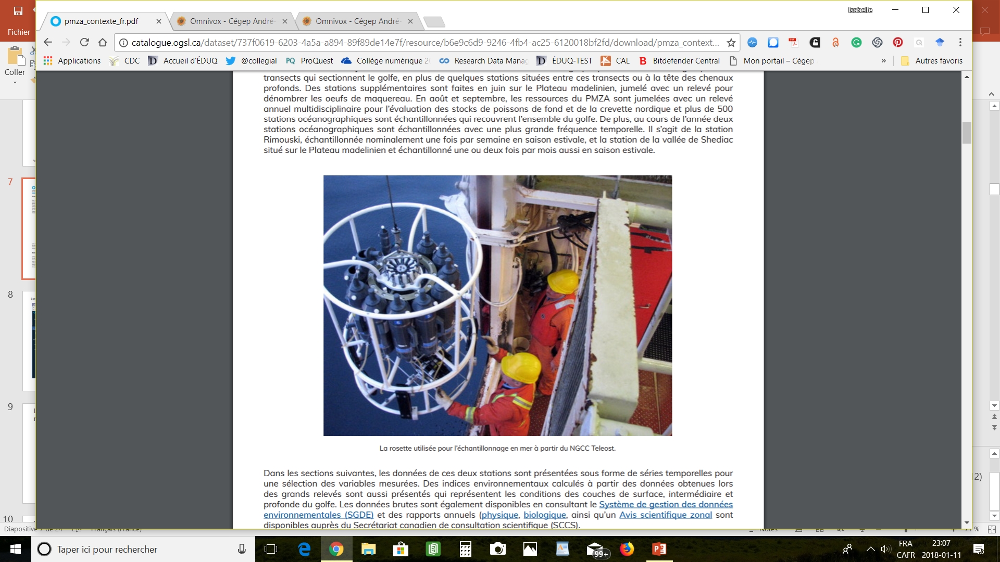 Isabelle
pmza_contexte_fr.pdf
Omnivox - Cégep André-
Omnivox - Cégep André-
Fichier
catalogue.ogsl.ca/dataset/737f0619-6203-4a5a-a894-89f89de14e7f/resource/b6e9c6d9-9246-4fb4-ac25-6120018bf2fd/download/pmza_context...
Applications
CDC
Accueil d'ÉDUQ
@collegial
PQ ProQuest
Collège numérique 2
Research Data Mana
ÉDUQ-TEST
CAL
Bitdefender Central
Mon portail – Cégep
»
Autres favoris
Coller
transects qui sectionnent le golfe, en plus de quelques stations situées entre ces transects ou à la tête des chenaux
profonds. Des stations supplémentaires sont faites en juin sur le Plateau madelinien, jumelé avec un relevé pour
dénombrer les oeufs de maquereau. En août et septembre, les ressources du PMZA sont jumelées avec un relevé
annuel multidisciplinaire pour l'évaluation des stocks de poissons de fond et de la crevette nordique et plus de 500
stations océanographiques sont échantillonnées qui recouvrent l'ensemble du golfe. De plus, au cours de l'année deux
stations océanographiques sont échantillonnées avec une plus grande fréquence temporelle. Il s'agit de la station
Rimouski, échantillonnée nominalement une fois par semaine en saison estivale, et la station de la vallée de Shediac
situé sur le Plateau madelinien et échantillonné une ou deux fois par mois aussi en saison estivale.
7
8
9
10
La rosette utilisée pour l'échantillonnage en mer à partir du NGCC Teleost.
Dans les sections suivantes, les données de ces deux stations sont présentées sous forme de séries temporelles pour
une sélection des variables mesurées. Des indices environnementaux calculés à partir des données obtenues lors
des grands relevés sont aussi présentés qui représentent les conditions des couches de surface, intermédiaire et
profonde du golfe. Les données brutes sont également disponibles en consultant le Système de gestion des données
environnementales (SGDE) et des rapports annuels (physique, biologique, ainsi qu'un Avis scientifique zonal sont
disponibles auprès du Secrétariat canadien de consultation scientifique (SCCS).
2)
Diapositive 7 de 24
Français (France)
Notes
71 %
Taper ici pour rechercher
99+
FRA
CAFR
23:07
2018-01-11